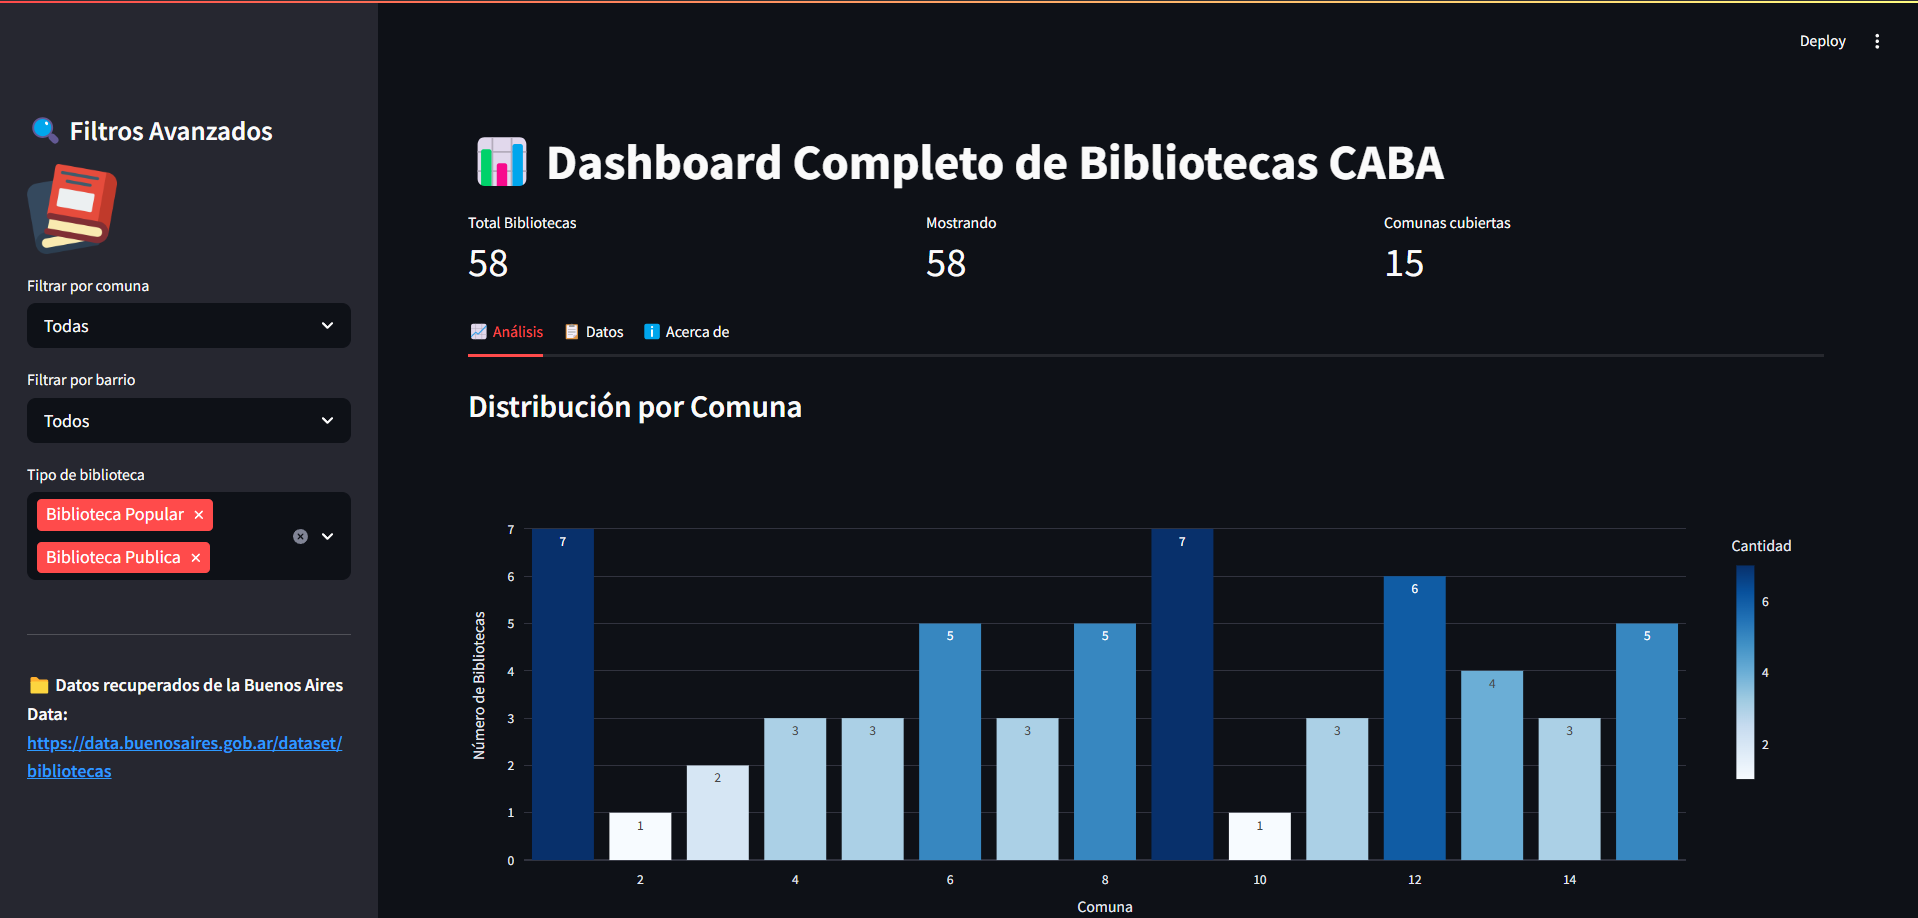 Deploy
Filtros Avanzados
Filtrar por comuna
Todas
Filtrar por barrio
Todos
Tipo de biblioteca
Biblioteca Popular ×
Biblioteca Publica ×
Datos recuperados de la Buenos Aires
Data:
https://data.buenosaires.gob.ar/dataset/
bibliotecas
Dashboard Completo de Bibliotecas CABA
Total Bibliotecas
58
Mostrando
58
Comunas cubiertas
15
Análisis
Datos
Acerca de
Distribución por Comuna
Número de Bibliotecas
7
6
5
4
3
2
1
0
7
1
2
3
3
5
3
5
7
1
3
6
4
3
5
2
4
6
8
10
12
14
Comuna
Cantidad
6
4
2